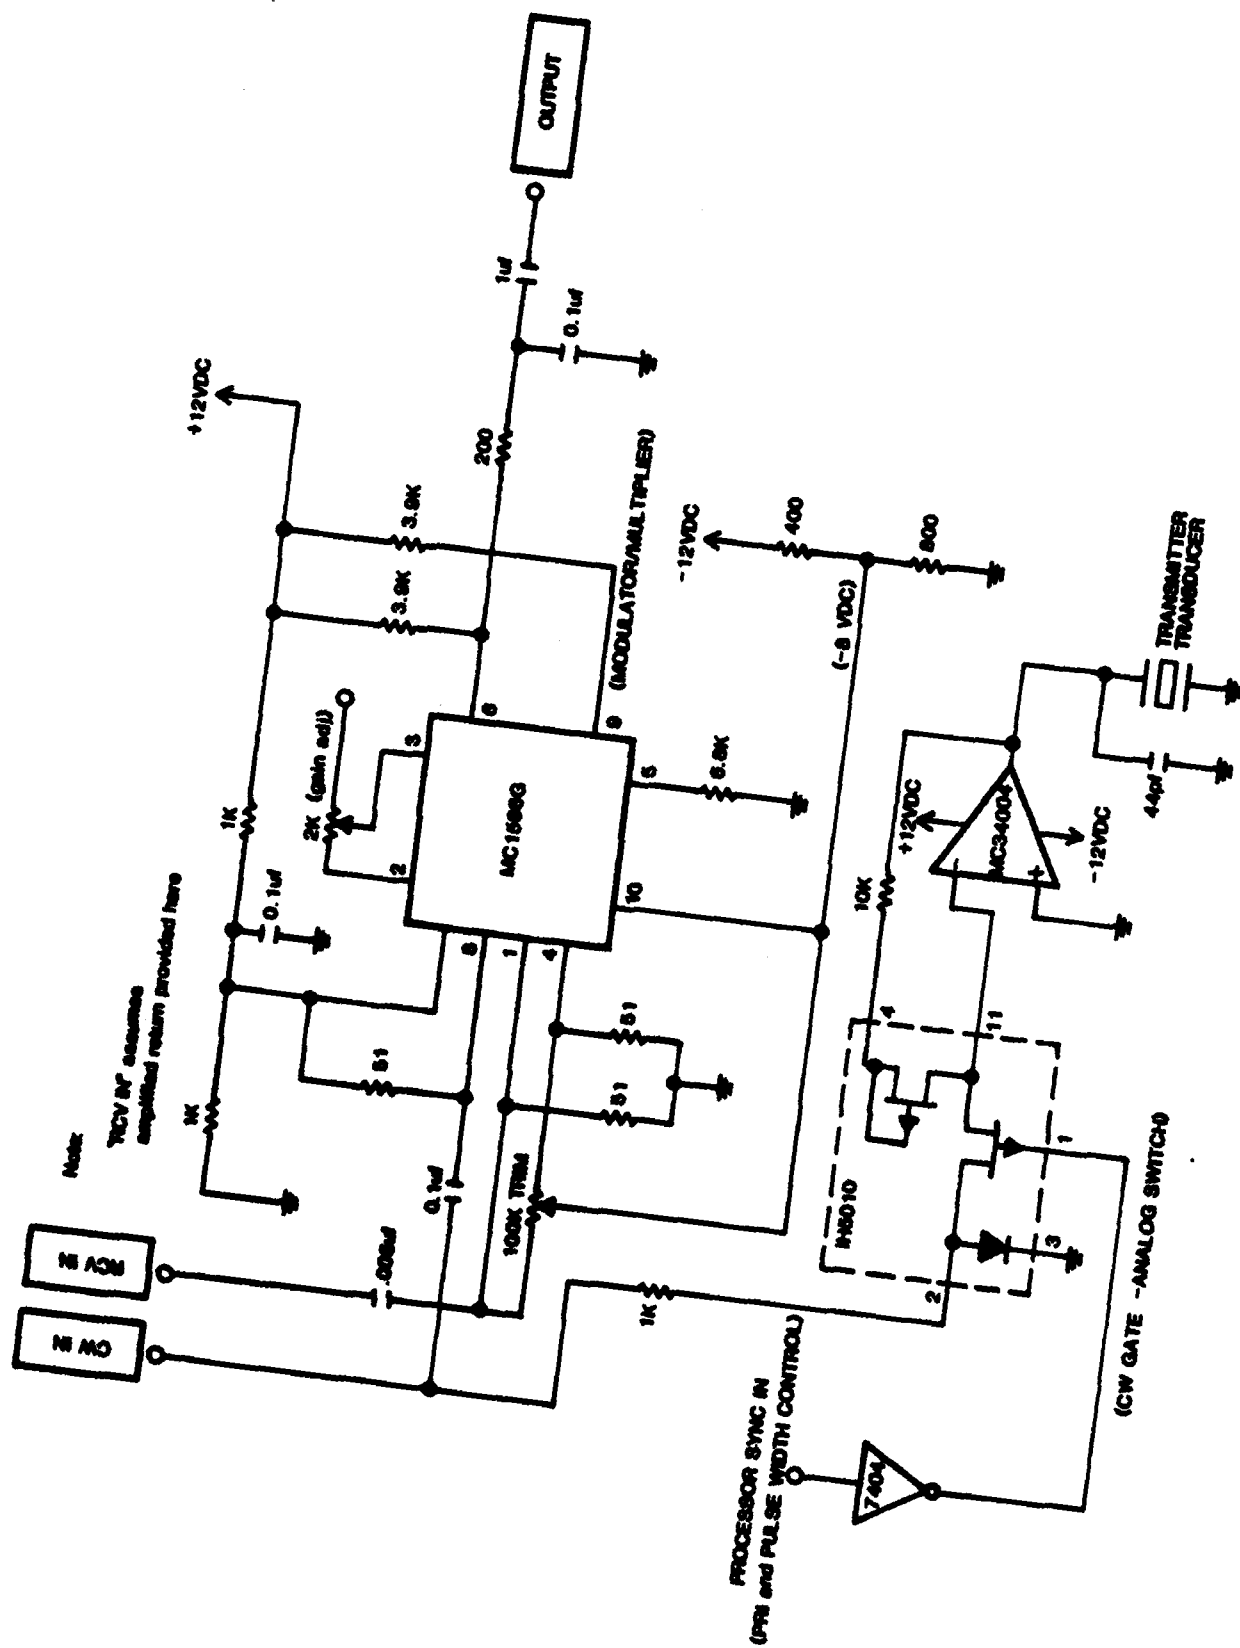 CW IN
RCV IN
Note:
"RCV IN" assumes
amplified return provided here
1K
1K
0.1uf
51
2K (gain adj)
+12VDC
3.9K
3.9K
200
1uf
0.1uf
OUTPUT
.005uf
0.1uf
100K TRIM
51
51
8
1
4
2
3
6
9
5
10
MC1596G
(MODULATOR/MULTIPLIER)
6.8K
-12VDC
400
800
(-8 VDC)
1K
PROCESSOR SYNC IN
(PRI and PULSE WIDTH CONTROL)
7404
IH5010
2
3
1
4
11
(CW GATE -ANALOG SWITCH)
10K
+12VDC
MC34004
-12VDC
44pf
TRANSMITTER
TRANSDUCER